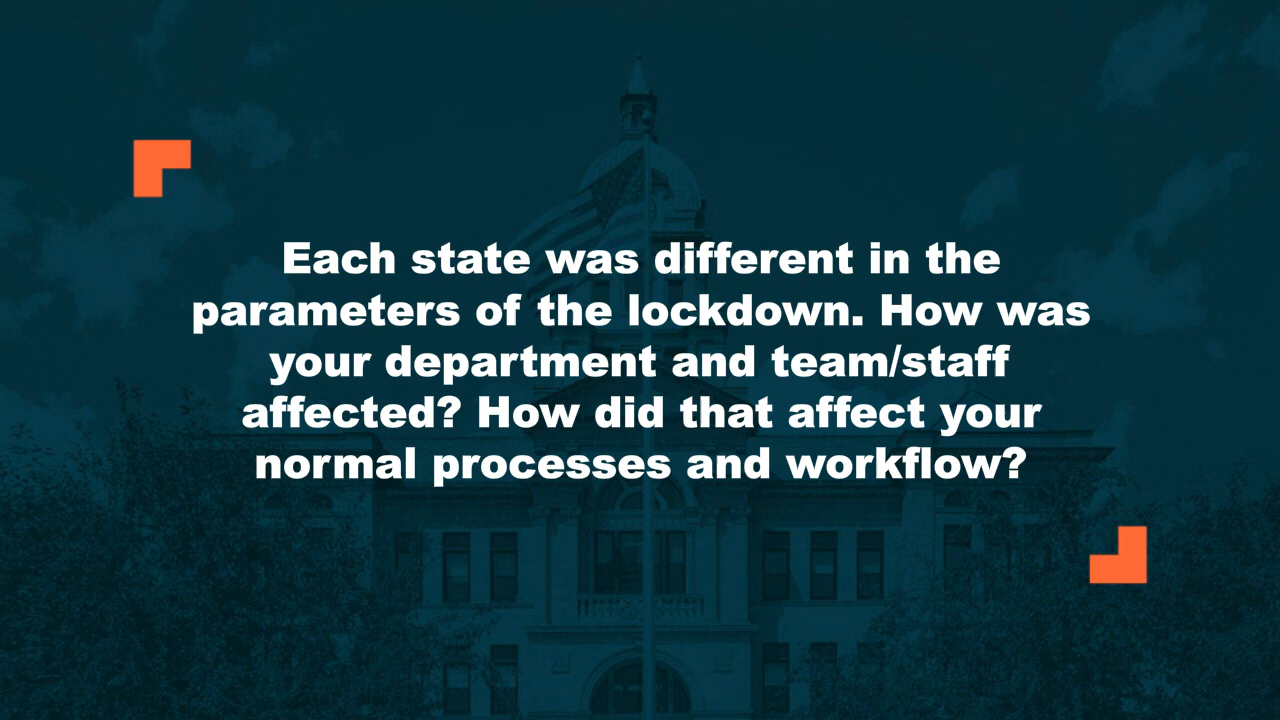 Each state was different in the
parameters of the lockdown. How was
your department and team/staff
affected? How did that affect your
normal processes and workflow?